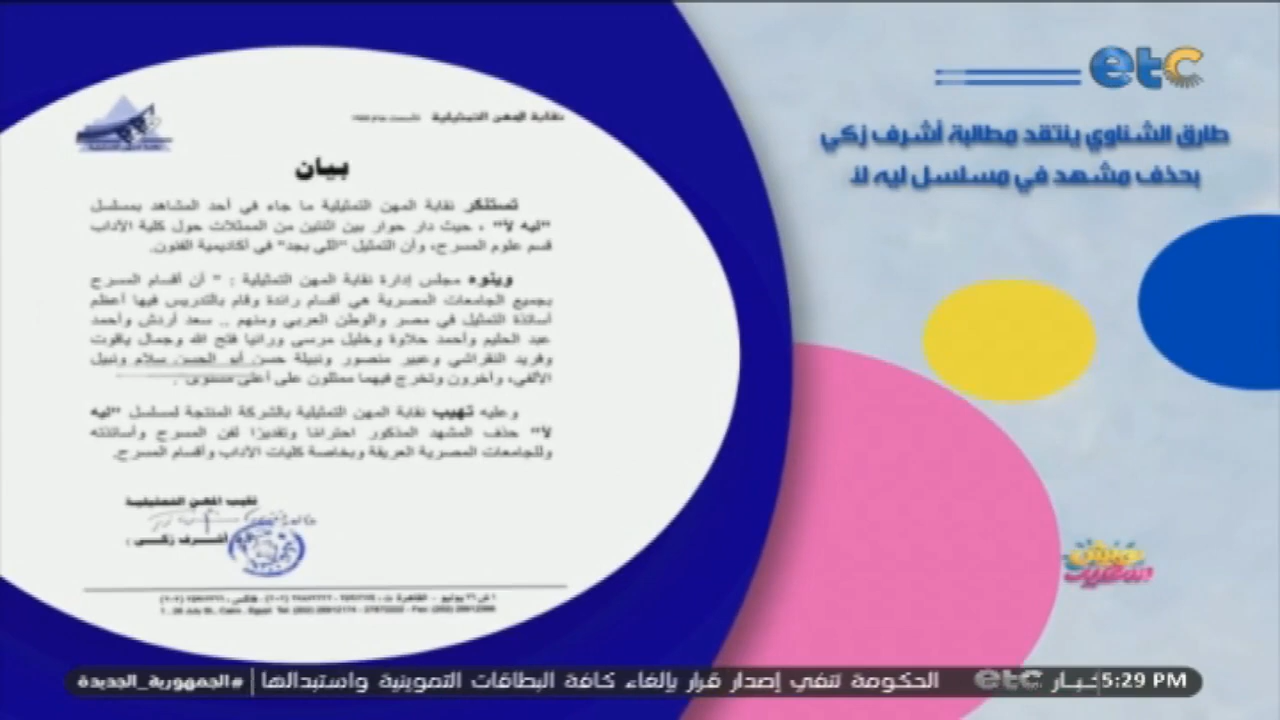 etc
طارق الشناوي ينتقد مطالبة أشرف زكي
بحذف مشهد في مسلسل ليه لأ
نقابة المهن التمثيلية
بيان
تستنكر نقابة المهن التمثيلية ما جاء في أحد المشاهد بمسلسل
"ليه لأ" ، حيث دار حوار بين اثنتين من الممثلات حول كلية الآداب
قسم علوم المسرح، وأن التمثيل "اللي بجد" في أكاديمية الفنون.
وينوه مجلس إدارة نقابة المهن التمثيلية : " أن أقسام المسرح
بجميع الجامعات المصرية هي أقسام رائدة وقام بالتدريس فيها أعظم
أساتذة التمثيل في مصر والوطن العربي ومنهم .. سعد أردش وأحمد
عبد الحليم وأحمد حلاوة وخليل مرسى ورانيا فتح الله وجمال ياقوت
وفريد النقراشي وعبير منصور ونبيلة حسن أبو الحسن سلام ونبيل
الألفي، وآخرون وتخرج فيهما ممثلون على أعلى مستوى".
وعليه تهيب نقابة المهن التمثيلية بالشركة المنتجة لمسلسل "ليه
لأ" حذف المشهد المذكور احترامًا وتقديرًا لفن المسرح وأساتذته
وللجامعات المصرية العريقة وبخاصة كليات الآداب وأقسام المسرح.
نقيب المهن التمثيلية
أشرف زكى
5:29 PM
etc الحكومة تنفي إصدار قرار بإلغاء كافة البطاقات التموينية واستبدالها | #الجمهورية_الجديدة